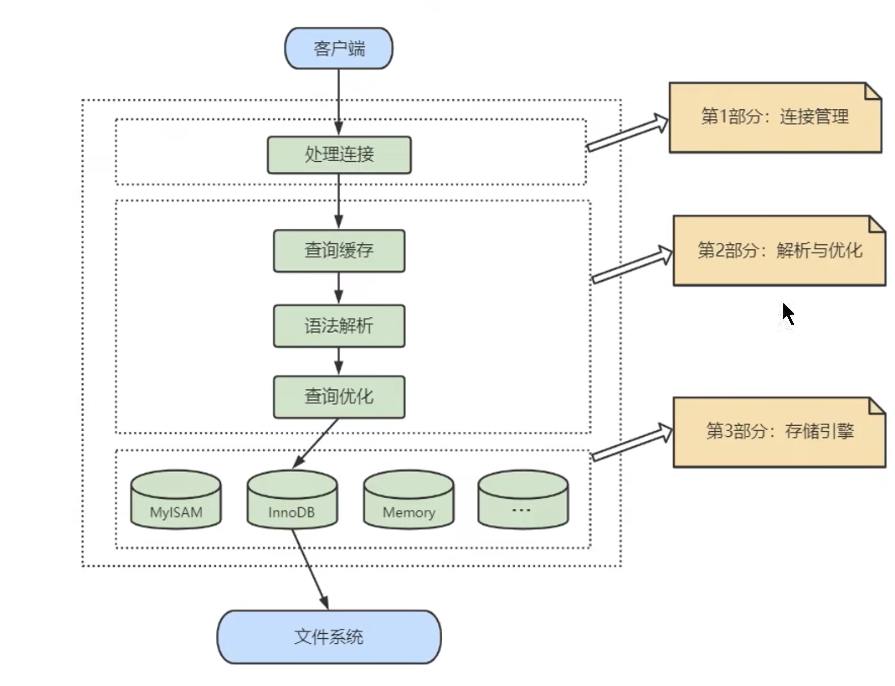 客户端
第1部分：连接管理
处理连接
查询缓存
第2部分：解析与优化
语法解析
查询优化
第3部分：存储引擎
MyISAM
InnoDB
Memory
...
文件系统